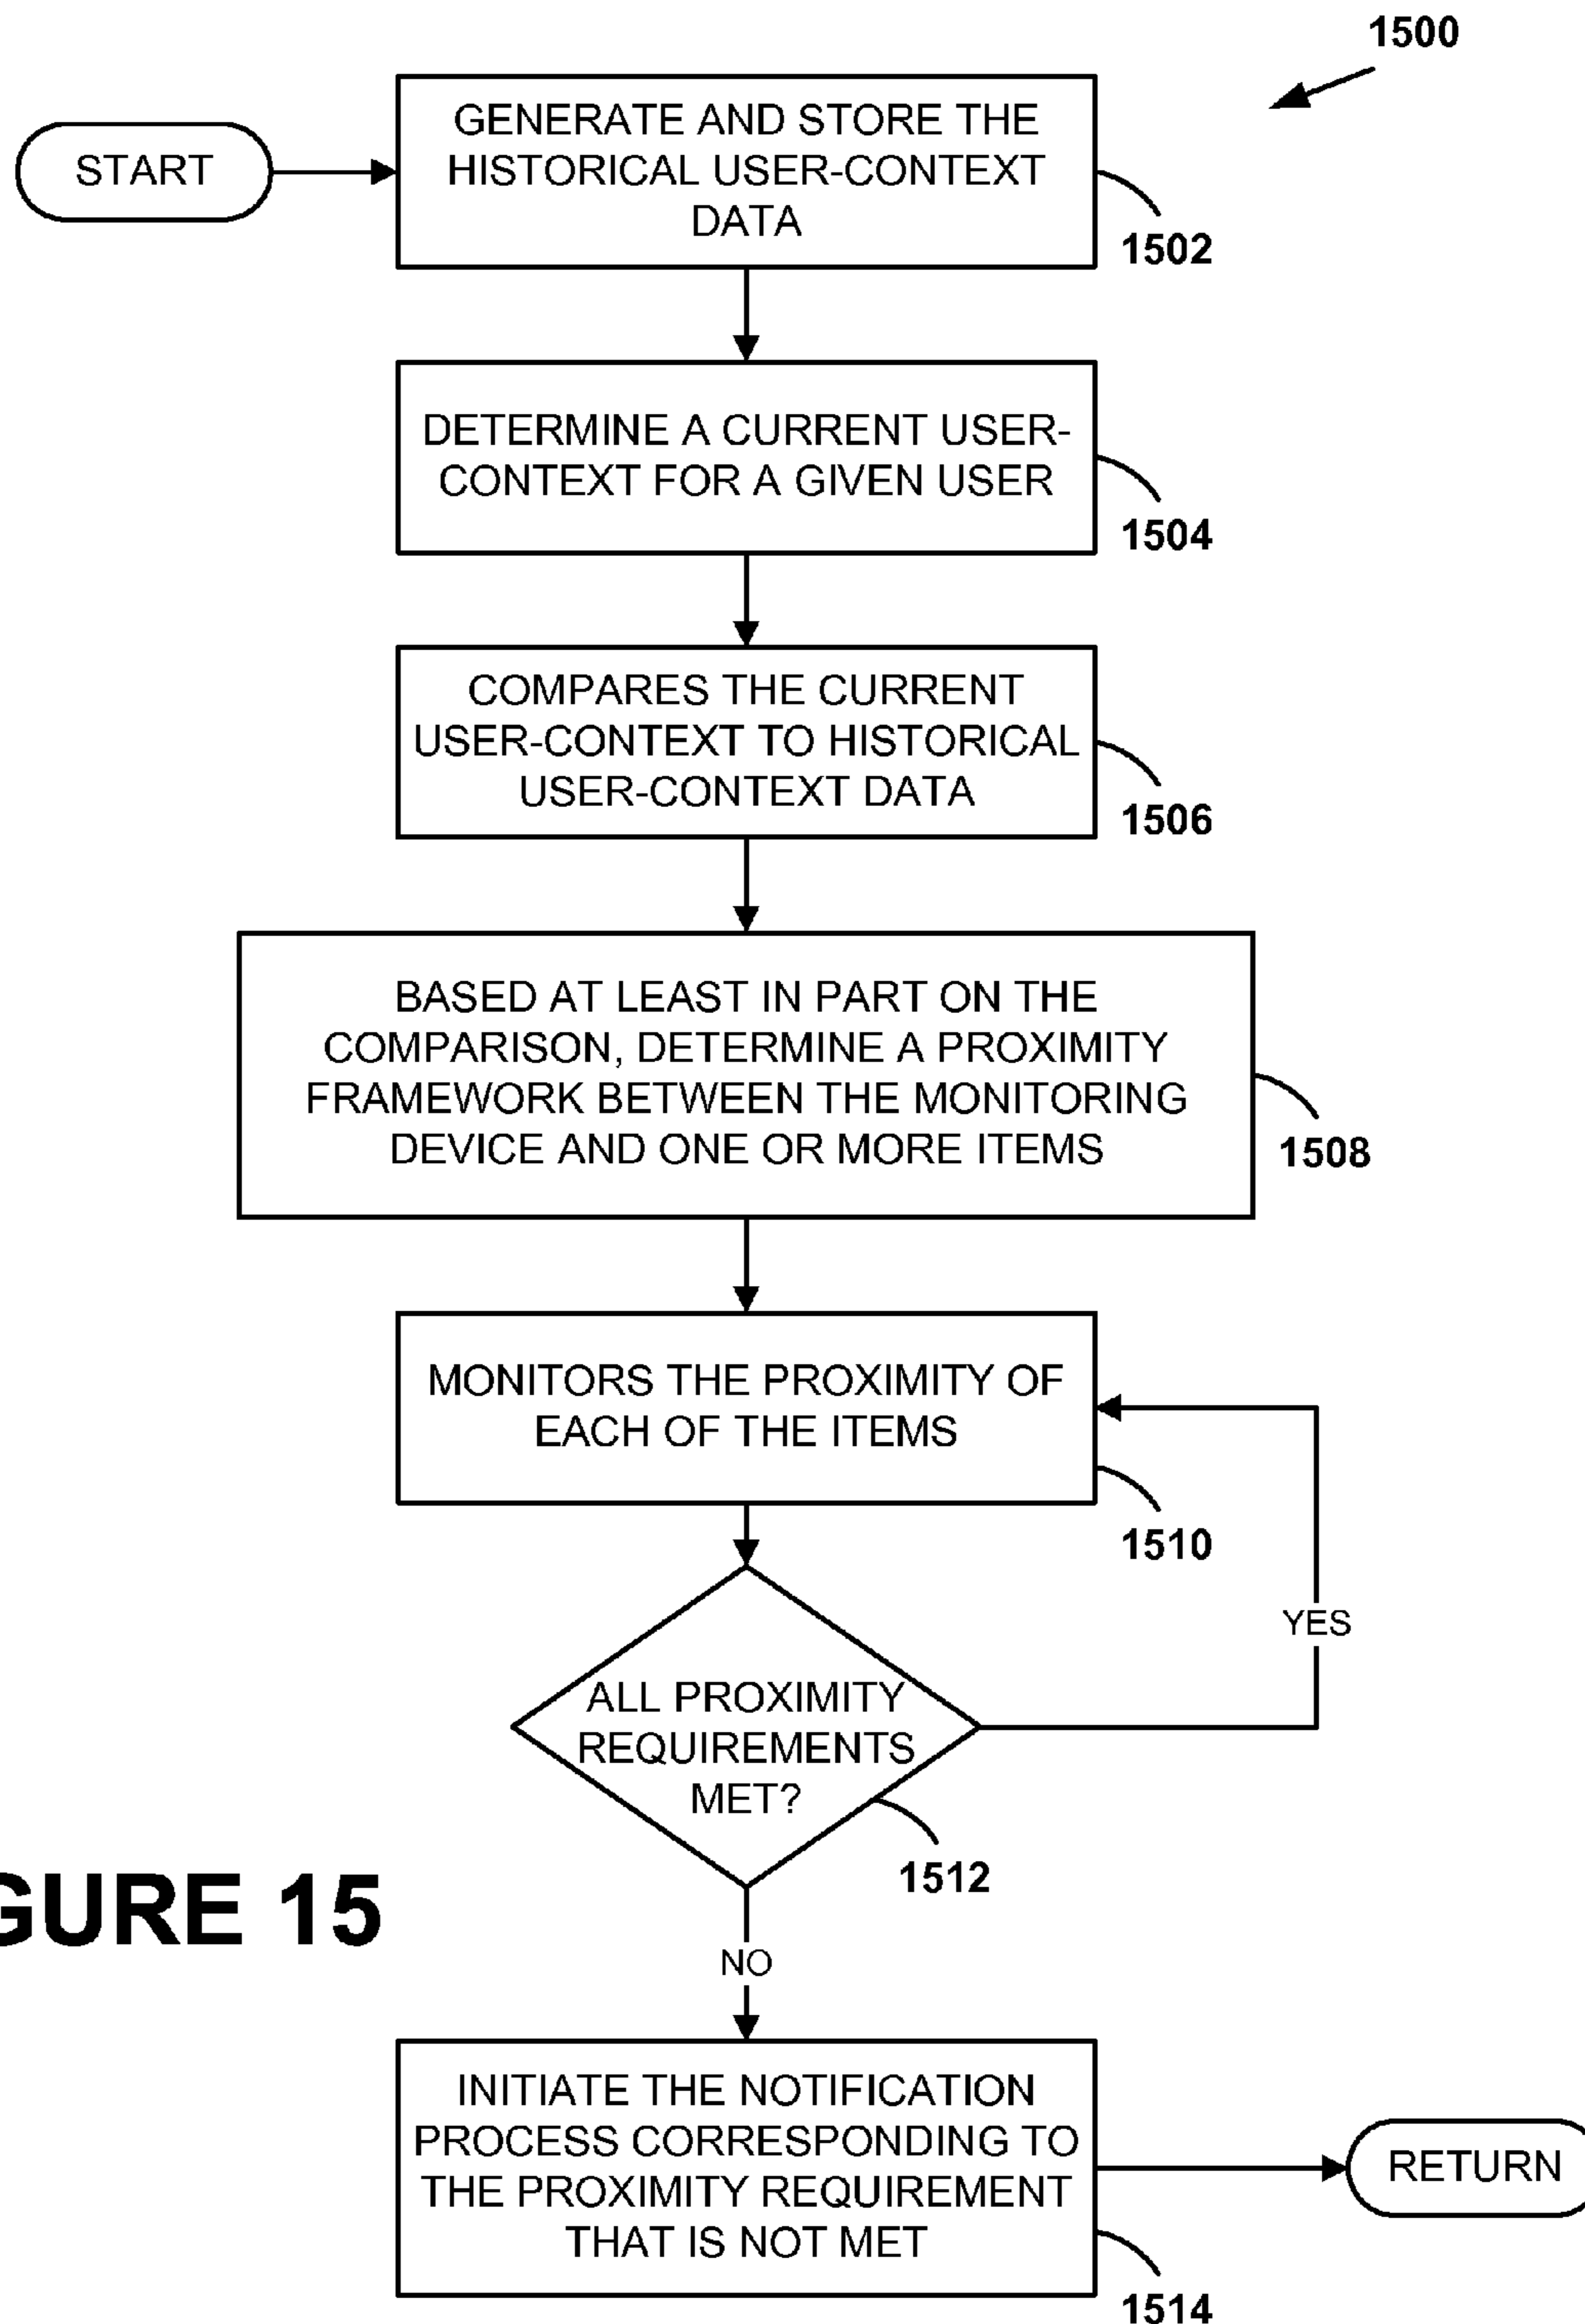 1500
START
GENERATE AND STORE THE
HISTORICAL USER-CONTEXT
DATA
1502
DETERMINE A CURRENT USER-
CONTEXT FOR A GIVEN USER
1504
COMPARES THE CURRENT
USER-CONTEXT TO HISTORICAL
USER-CONTEXT DATA
1506
BASED AT LEAST IN PART ON THE
COMPARISON, DETERMINE A PROXIMITY
FRAMEWORK BETWEEN THE MONITORING
DEVICE AND ONE OR MORE ITEMS
1508
MONITORS THE PROXIMITY OF
EACH OF THE ITEMS
1510
YES
ALL PROXIMITY
REQUIREMENTS
MET?
1512
GURE 15
NO
INITIATE THE NOTIFICATION
PROCESS CORRESPONDING TO
THE PROXIMITY REQUIREMENT
THAT IS NOT MET
RETURN
1514